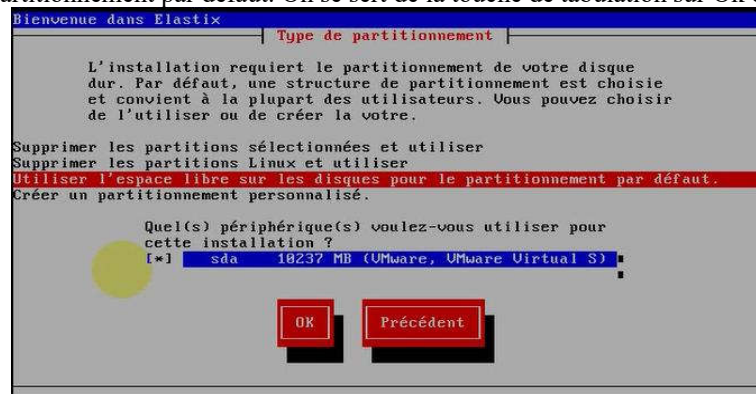 partitionnement par défaut. On se sert de la touche de tabulation sur OK
Bienvenue dans Elastix
Type de partitionnement
L'installation requiert le partitionnement de votre disque
dur. Par défaut, une structure de partitionnement est choisie
et convient à la plupart des utilisateurs. Vous pouvez choisir
de l'utiliser ou de créer la votre.
Supprimer les partitions sélectionnées et utiliser
Supprimer les partitions Linux et utiliser
Utiliser l'espace libre sur les disques pour le partitionnement par défaut.
Créer un partitionnement personnalisé.
Quel(s) périphérique(s) voulez-vous utiliser pour
cette installation ?
[*] sda 10237 MB (VMware, VMware Virtual S)
OK Précédent